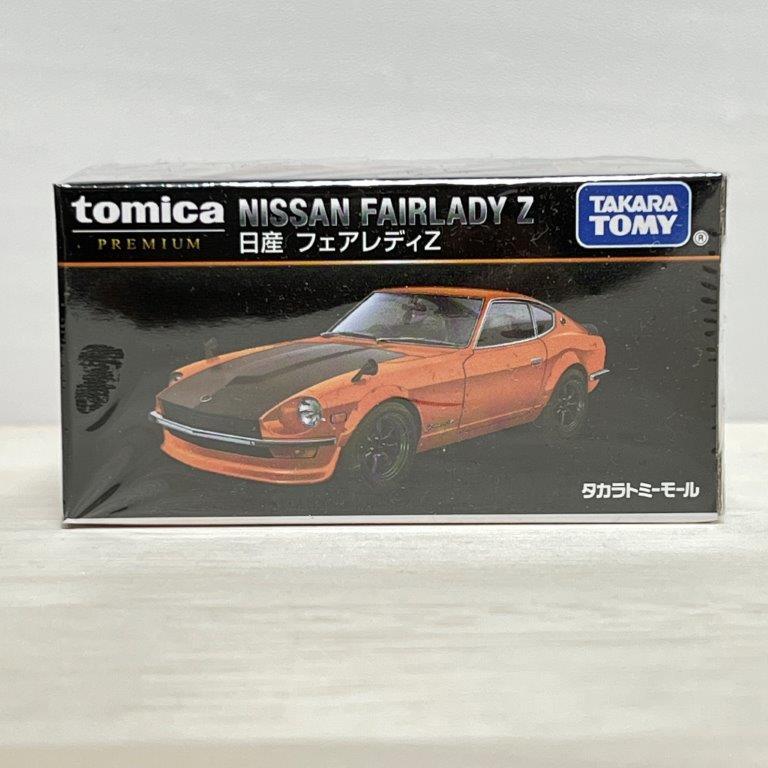 tomica
PREMIUM
NISSAN FAIRLADY Z
日産 フェアレディZ
TAKARA
TOMY
®
タカラトミーモール